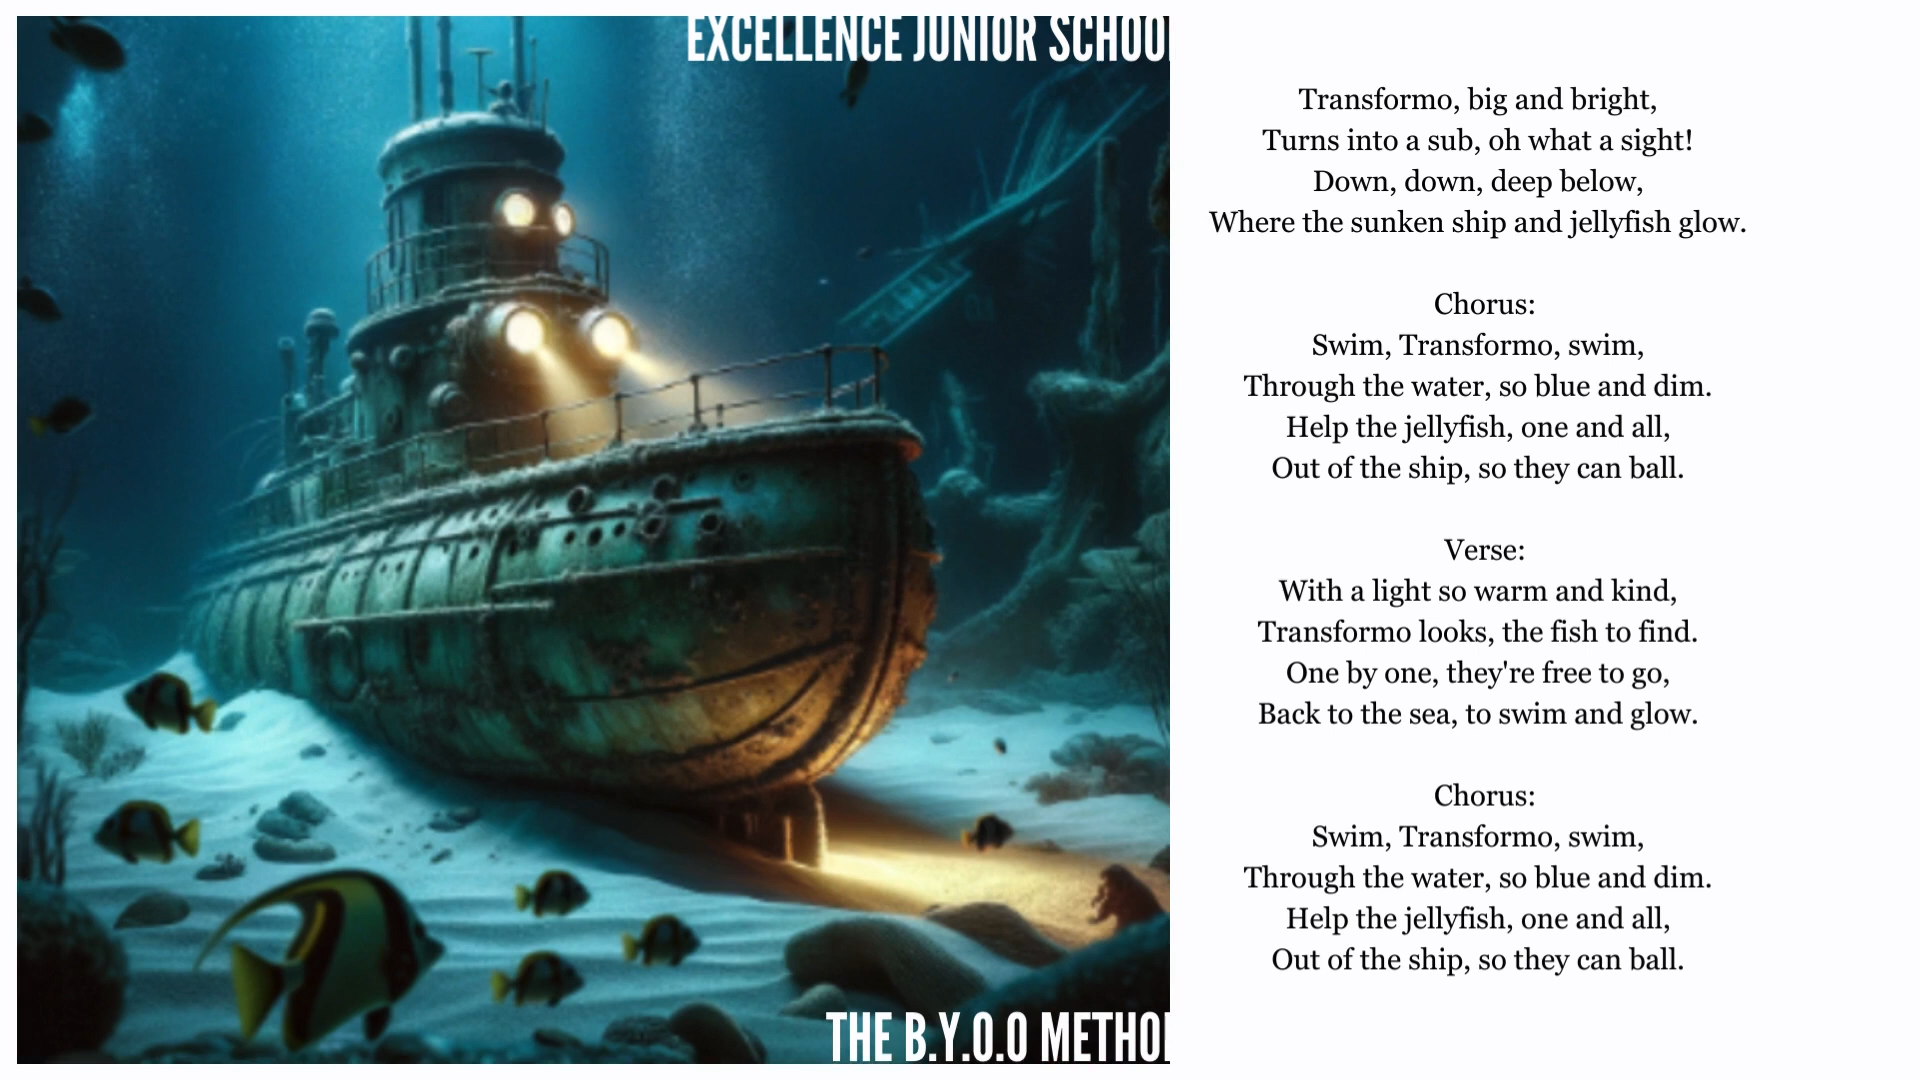 EXCELLENCE JUNIOR SCHOO
Transformo, big and bright,
Turns into a sub, oh what a sight!
Down, down, deep below,
Where the sunken ship and jellyfish glow.
Chorus:
Swim, Transformo, swim,
Through the water, so blue and dim.
Help the jellyfish, one and all,
Out of the ship, so they can ball.
Verse:
With a light so warm and kind,
Transformo looks, the fish to find.
One by one, they're free to go,
Back to the sea, to swim and glow.
Chorus:
Swim, Transformo, swim,
Through the water, so blue and dim.
Help the jellyfish, one and all,
Out of the ship, so they can ball.
THE B.Y.O.O METHO